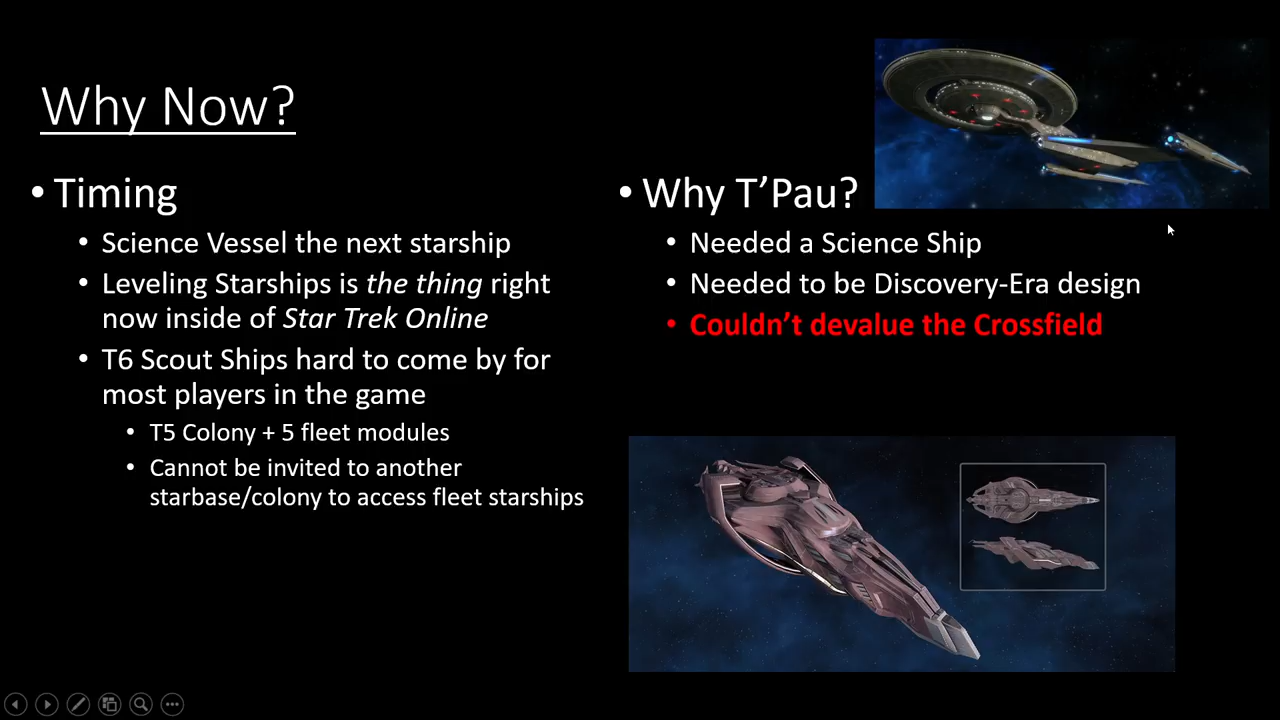 Why Now?
• Timing
• Science Vessel the next starship
• Leveling Starships is the thing right
now inside of Star Trek Online
• T6 Scout Ships hard to come by for
most players in the game
• T5 Colony + 5 fleet modules
• Cannot be invited to another
starbase/colony to access fleet starships
• Why T’Pau?
• Needed a Science Ship
• Needed to be Discovery-Era design
• Couldn’t devalue the Crossfield